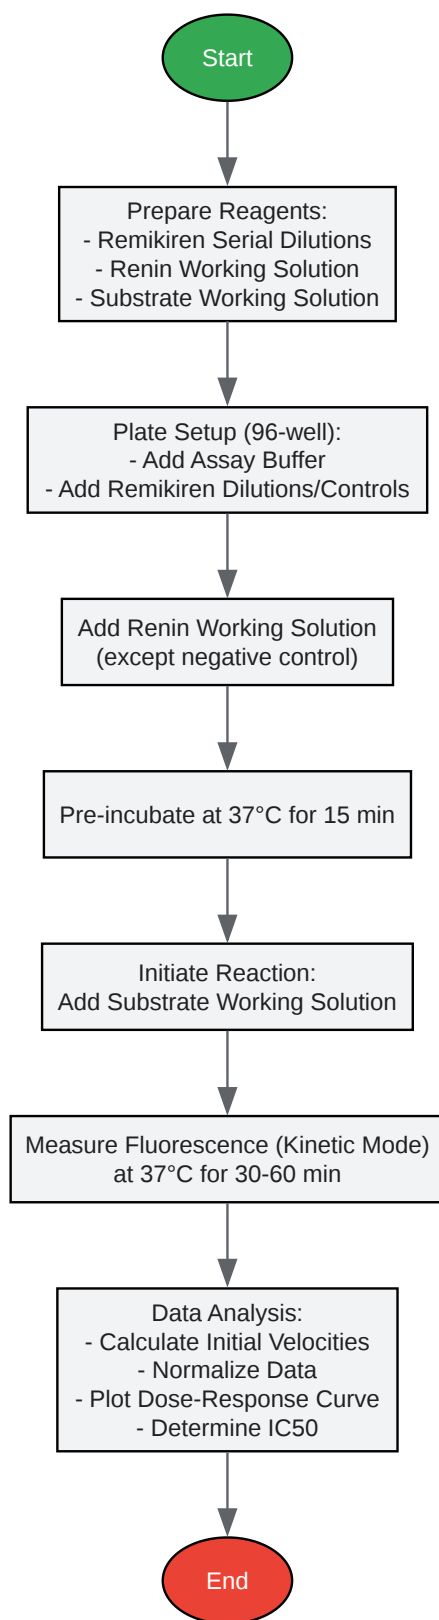 Start
Prepare Reagents:
- Remikiren Serial Dilutions
- Renin Working Solution
- Substrate Working Solution
Plate Setup (96-well):
- Add Assay Buffer
- Add Remikiren Dilutions/Controls
Add Renin Working Solution
(except negative control)
Pre-incubate at 37°C for 15 min
Initiate Reaction:
Add Substrate Working Solution
Measure Fluorescence (Kinetic Mode)
at 37°C for 30-60 min
Data Analysis:
- Calculate Initial Velocities
- Normalize Data
- Plot Dose-Response Curve
- Determine IC50
End